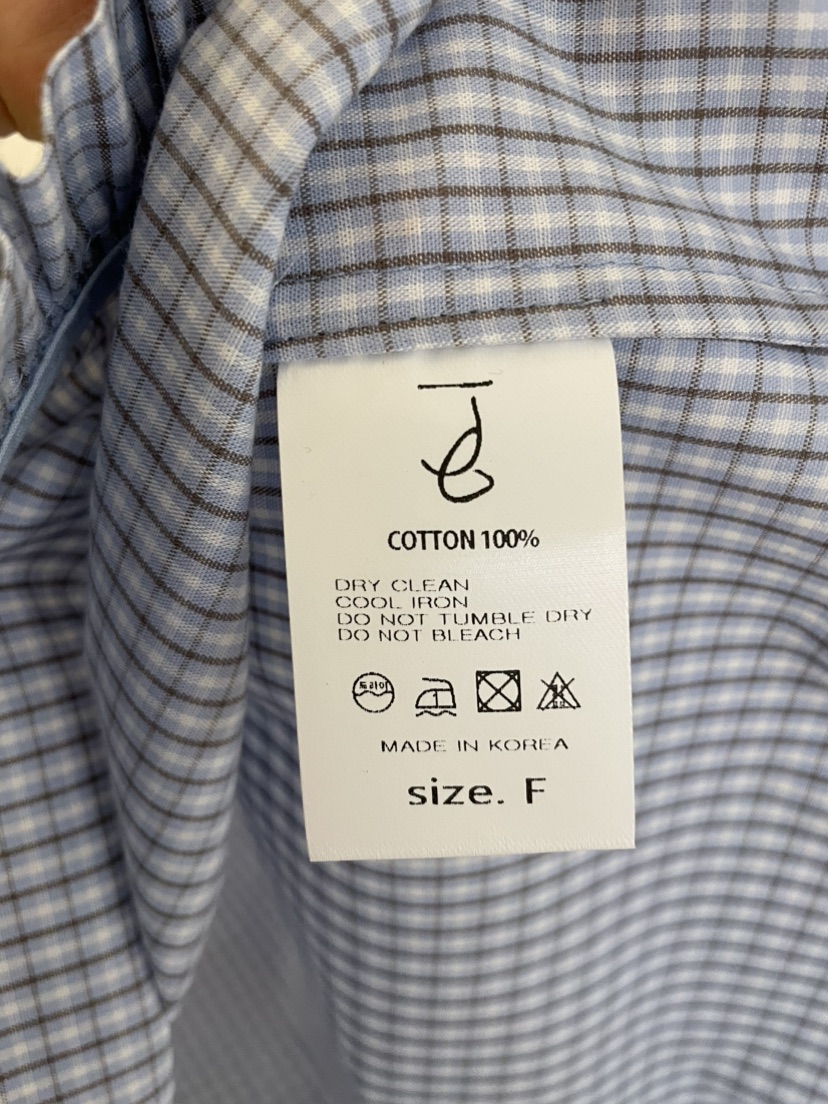 COTTON 100%
DRY CLEAN
COOL IRON
DO NOT TUMBLE DRY
DO NOT BLEACH
드라이
MADE IN KOREA
size. F